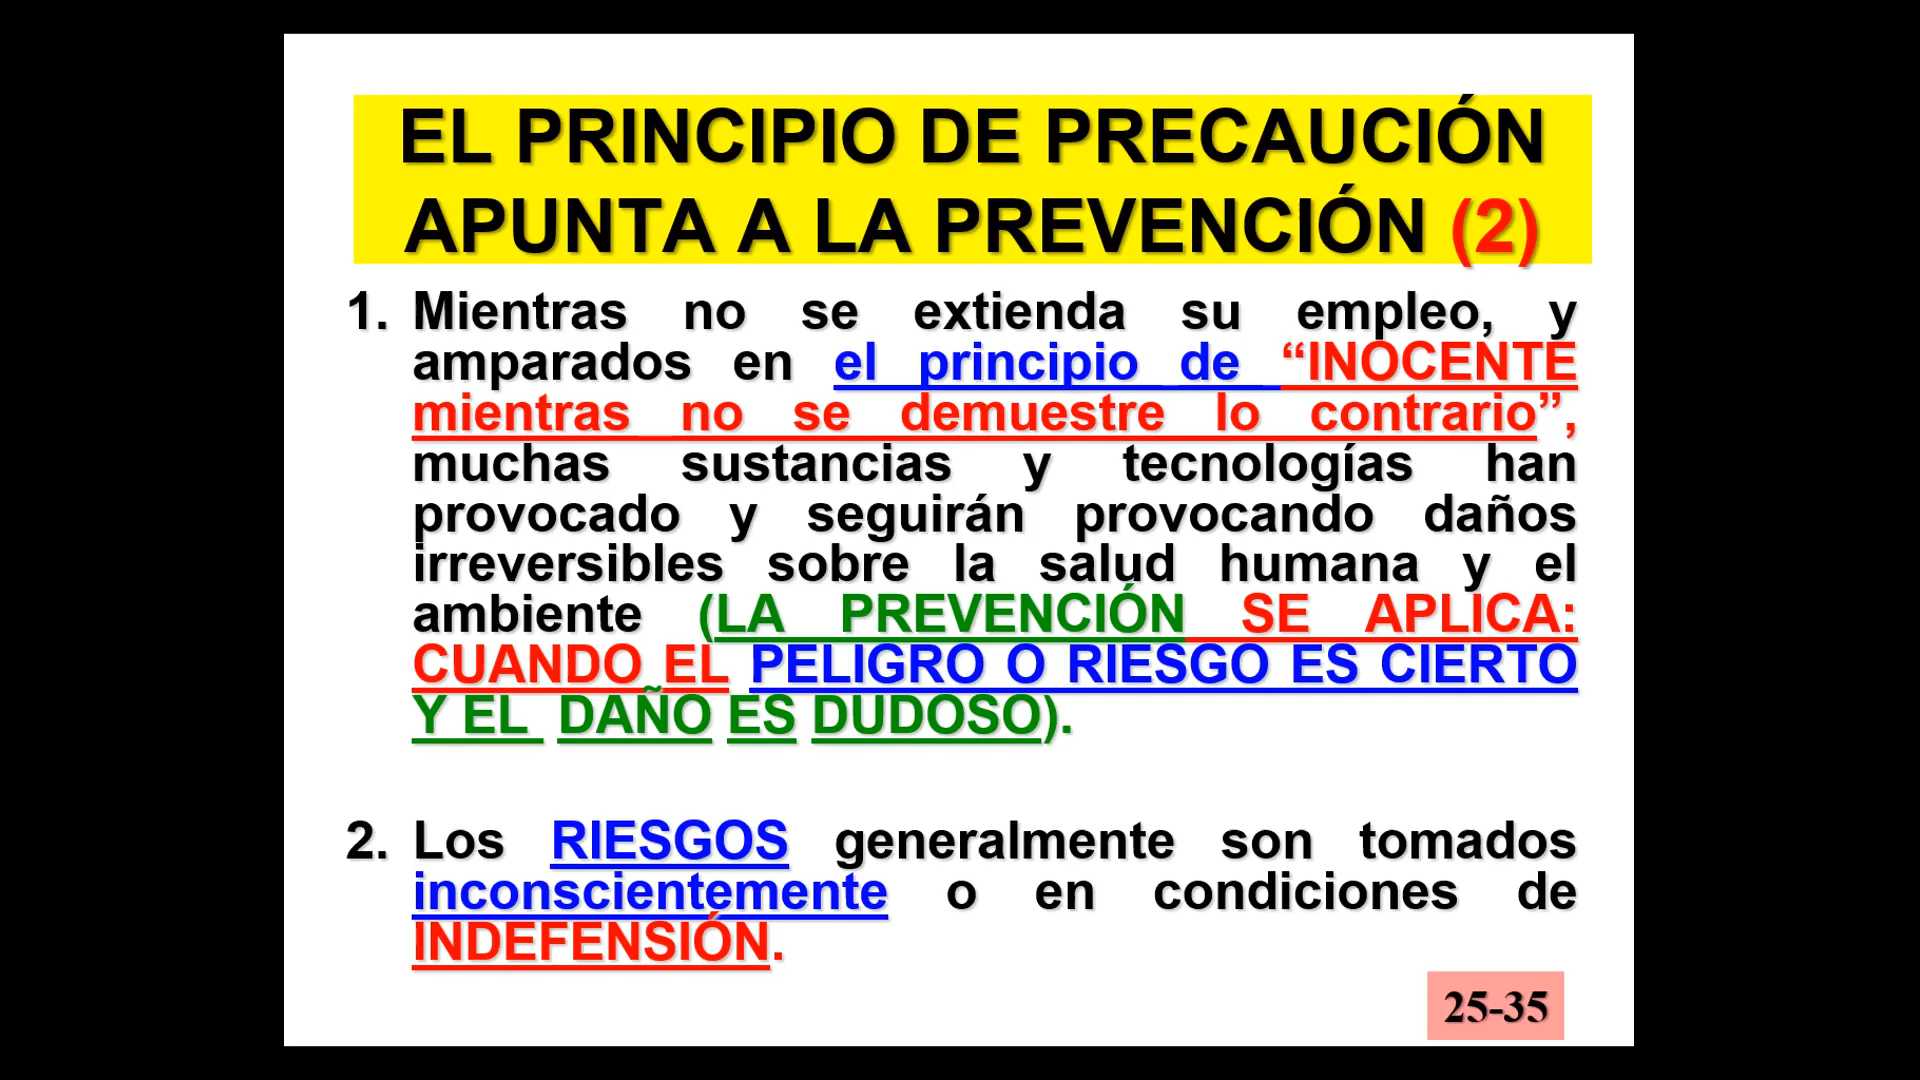 EL PRINCIPIO DE PRECAUCIÓN
APUNTA A LA PREVENCIÓN (2)
1. Mientras no se extienda su empleo, y
amparados en el principio de “INOCENTE
mientras no se demuestre lo contrario”,
muchas sustancias y tecnologías han
provocado y seguirán provocando daños
irreversibles sobre la salud humana y el
ambiente (LA PREVENCIÓN SE APLICA:
CUANDO EL PELIGRO O RIESGO ES CIERTO
Y EL DAÑO ES DUDOSO).
2. Los RIESGOS generalmente son tomados
inconscientemente o en condiciones de
INDEFENSIÓN.
25-35